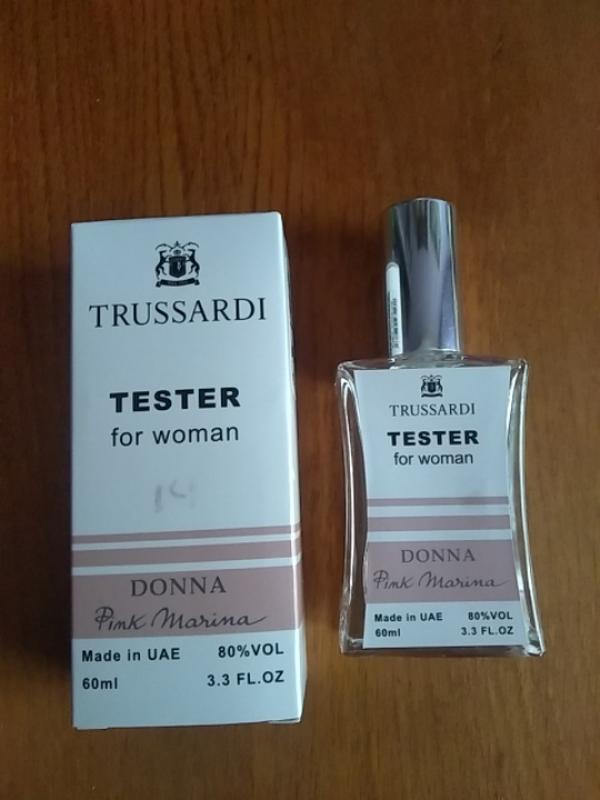 TRUSSARDI
TESTER
for woman
14
DONNA
Pink Marina
Made in UAE 80%VOL
60ml 3.3 FL.OZ
TRUSSARDI
TESTER
for woman
DONNA
Pink Marina
Made in UAE 80%VOL
60ml 3.3 FL.OZ